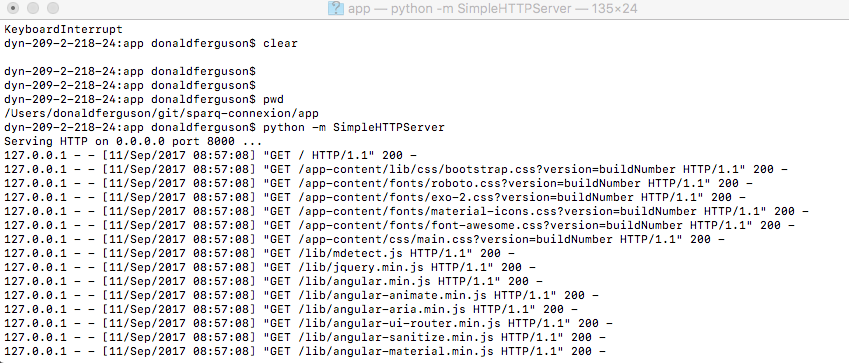 app — python -m SimpleHTTPServer — 135×24
KeyboardInterrupt
dyn-209-2-218-24:app donaldferguson$ clear
dyn-209-2-218-24:app donaldferguson$
dyn-209-2-218-24:app donaldferguson$
dyn-209-2-218-24:app donaldferguson$ pwd
/Users/donaldferguson/git/sparq-connexion/app
dyn-209-2-218-24:app donaldferguson$ python -m SimpleHTTPServer
Serving HTTP on 0.0.0.0 port 8000 ...
127.0.0.1 - - [11/Sep/2017 08:57:08] "GET / HTTP/1.1" 200 -
127.0.0.1 - - [11/Sep/2017 08:57:08] "GET /app-content/lib/css/bootstrap.css?version=buildNumber HTTP/1.1" 200 -
127.0.0.1 - - [11/Sep/2017 08:57:08] "GET /app-content/fonts/roboto.css?version=buildNumber HTTP/1.1" 200 -
127.0.0.1 - - [11/Sep/2017 08:57:08] "GET /app-content/fonts/exo-2.css?version=buildNumber HTTP/1.1" 200 -
127.0.0.1 - - [11/Sep/2017 08:57:08] "GET /app-content/fonts/material-icons.css?version=buildNumber HTTP/1.1" 200 -
127.0.0.1 - - [11/Sep/2017 08:57:08] "GET /app-content/fonts/font-awesome.css?version=buildNumber HTTP/1.1" 200 -
127.0.0.1 - - [11/Sep/2017 08:57:08] "GET /app-content/css/main.css?version=buildNumber HTTP/1.1" 200 -
127.0.0.1 - - [11/Sep/2017 08:57:08] "GET /lib/mdetect.js HTTP/1.1" 200 -
127.0.0.1 - - [11/Sep/2017 08:57:08] "GET /lib/jquery.min.js HTTP/1.1" 200 -
127.0.0.1 - - [11/Sep/2017 08:57:08] "GET /lib/angular.min.js HTTP/1.1" 200 -
127.0.0.1 - - [11/Sep/2017 08:57:08] "GET /lib/angular-animate.min.js HTTP/1.1" 200 -
127.0.0.1 - - [11/Sep/2017 08:57:08] "GET /lib/angular-aria.min.js HTTP/1.1" 200 -
127.0.0.1 - - [11/Sep/2017 08:57:08] "GET /lib/angular-ui-router.min.js HTTP/1.1" 200 -
127.0.0.1 - - [11/Sep/2017 08:57:08] "GET /lib/angular-sanitize.min.js HTTP/1.1" 200 -
127.0.0.1 - - [11/Sep/2017 08:57:08] "GET /lib/angular-material.min.js HTTP/1.1" 200 -